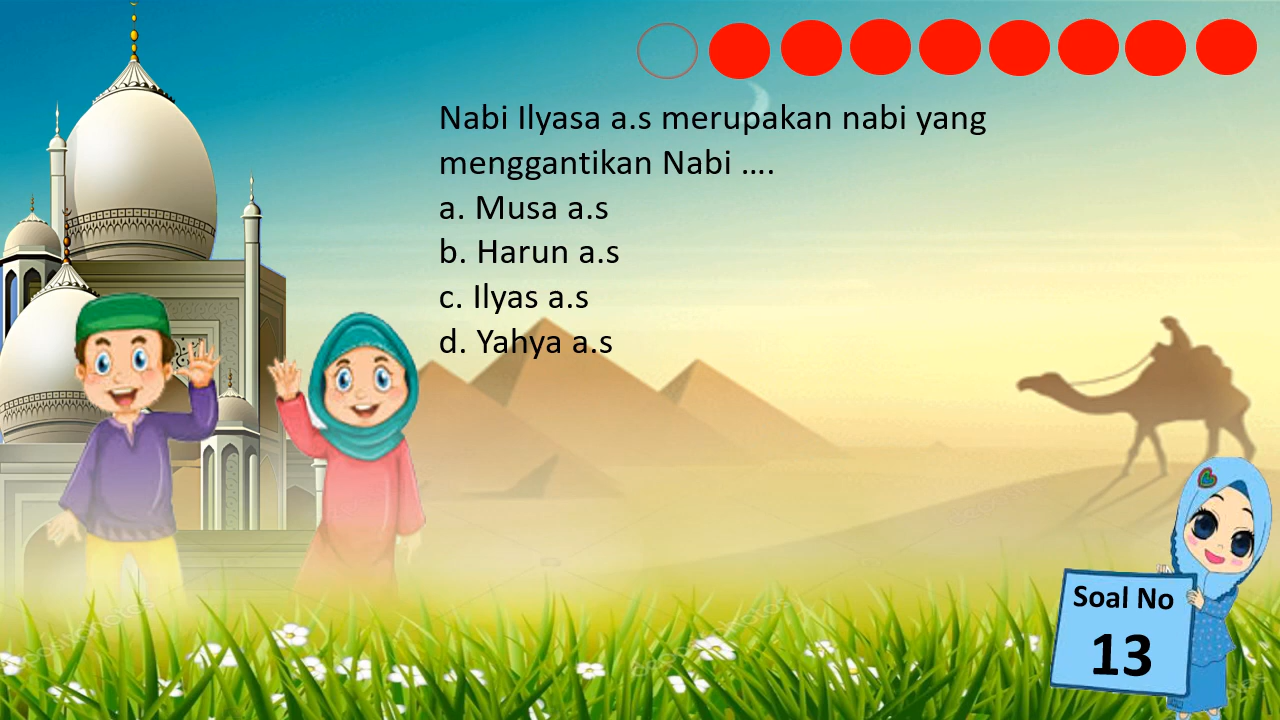 Nabi Ilyasa a.s merupakan nabi yang
menggantikan Nabi ....
a. Musa a.s
b. Harun a.s
c. Ilyas a.s
d. Yahya a.s
Soal No
13